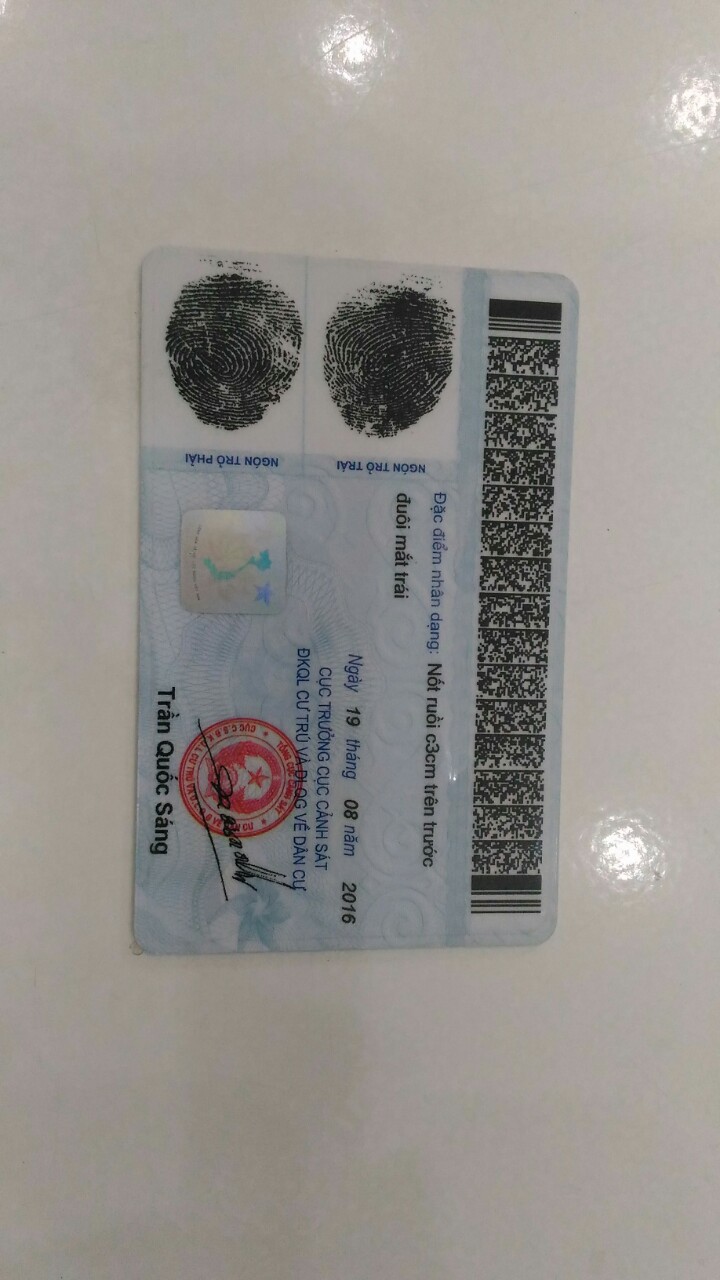 Đặc điểm nhân dạng: Nốt ruồi c3cm trên trước
đuôi mắt trái
NGÓN TRỎ TRÁI
NGÓN TRỎ PHẢI
Ngày 19 tháng 08 năm 2016
CỤC TRƯỞNG CỤC CẢNH SÁT
ĐKQL CƯ TRÚ VÀ DLQG VỀ DÂN CƯ
Trần Quốc Sáng